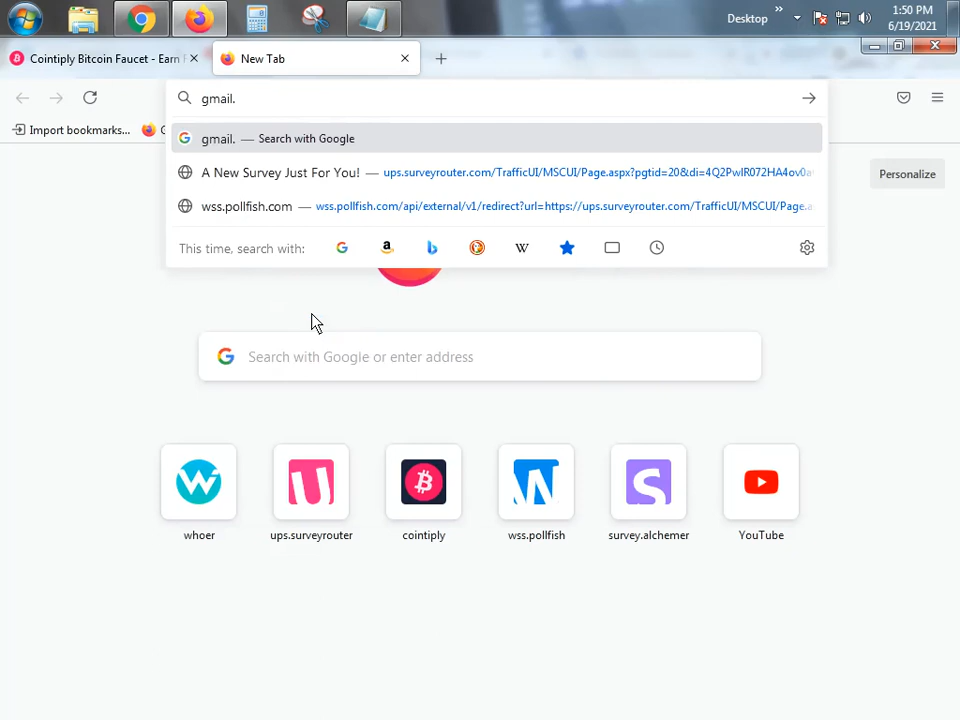 Desktop
»
1:50 PM
6/19/2021
Cointiply Bitcoin Faucet - Earn F
New Tab
gmail.
Import bookmarks...
gmail. — Search with Google
A New Survey Just For You! — ups.surveyrouter.com/TrafficUI/MSCUI/Page.aspx?pgtid=20&di=4Q2PwIR072HA4ov0a
wss.pollfish.com — wss.pollfish.com/api/external/v1/redirect?url=https://ups.surveyrouter.com/TrafficUI/MSCUI/Page.a
This time, search with:
Personalize
Search with Google or enter address
whoer
ups.surveyrouter
cointiply
wss.pollfish
survey.alchemer
YouTube